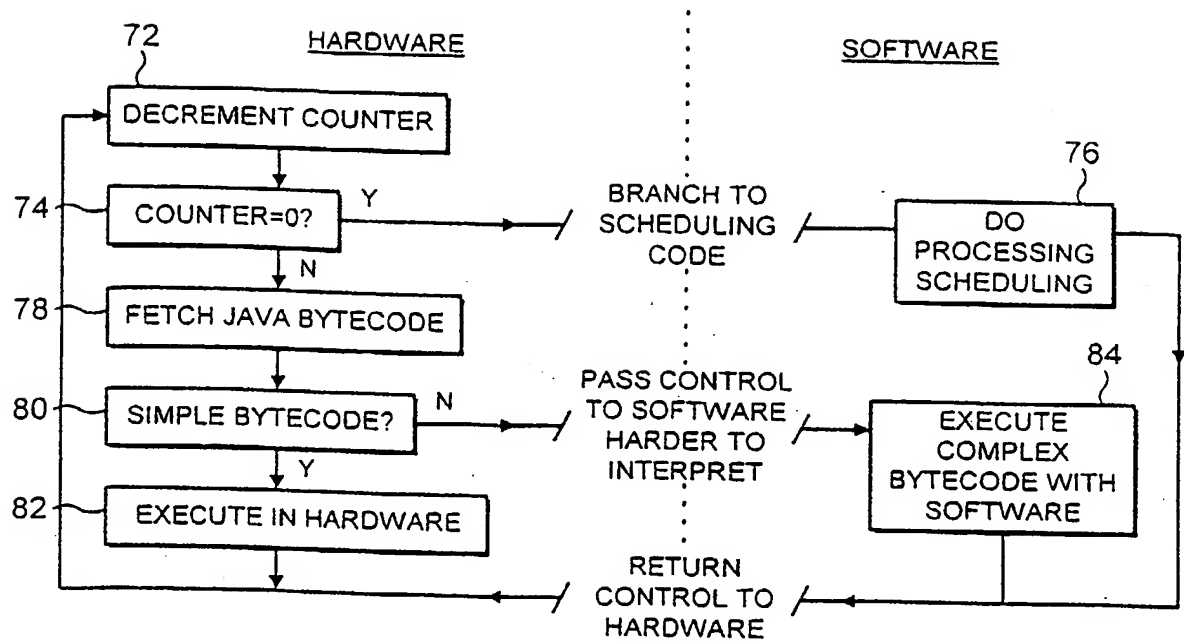 72
HARDWARE
SOFTWARE
DECREMENT COUNTER
76
74
COUNTER=0?
Y
BRANCH TO
SCHEDULING
CODE
DO
PROCESSING
SCHEDULING
N
78
FETCH JAVA BYTECODE
84
80
SIMPLE BYTECODE?
N
PASS CONTROL
TO SOFTWARE
HARDER TO
INTERPRET
EXECUTE
COMPLEX
BYTECODE WITH
SOFTWARE
Y
82
EXECUTE IN HARDWARE
RETURN
CONTROL TO
HARDWARE